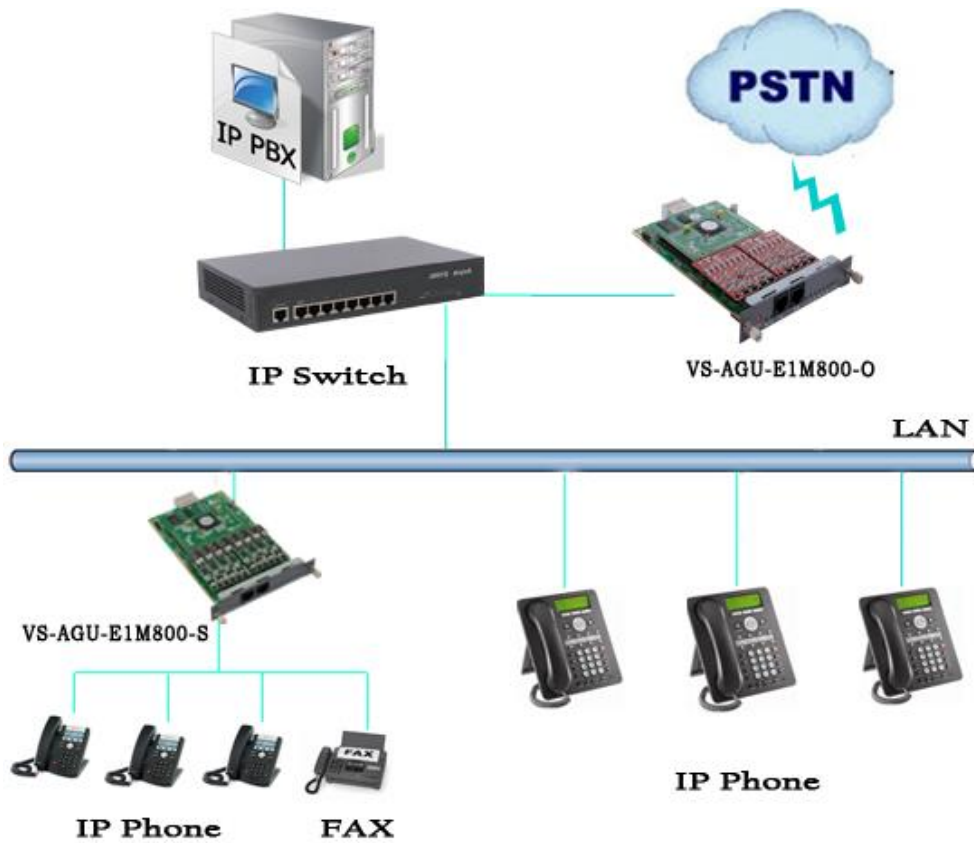 IP PBX
PSTN
IP Switch
VS-AGU-E1M800-O
LAN
VS-AGU-E1M800-S
FAX
IP Phone
IP Phone
FAX